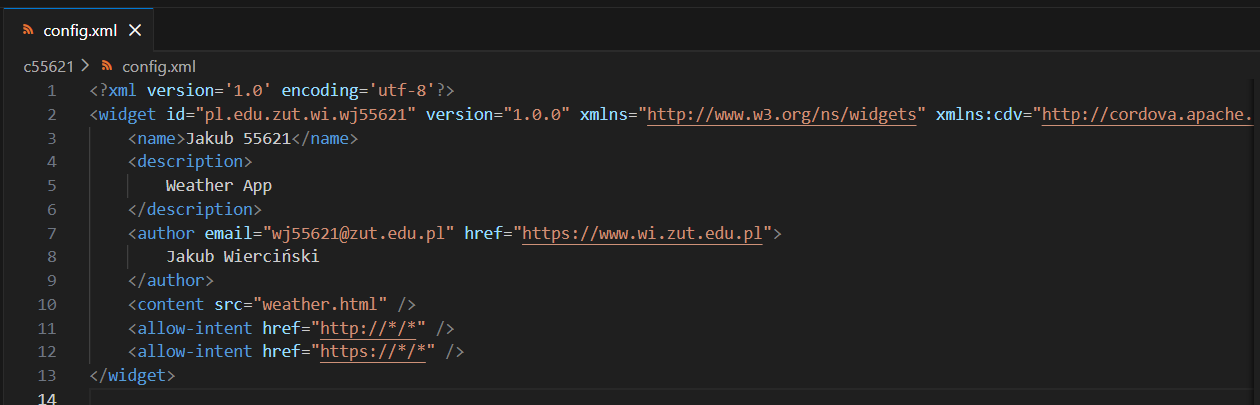 config.xml
c55621 > config.xml
1 <?xml version='1.0' encoding='utf-8'?>
2 <widget id="pl.edu.zut.wi.wj55621" version="1.0.0" xmlns="http://www.w3.org/ns/widgets" xmlns:cdv="http://cordova.apache.
3 <name>Jakub 55621</name>
4 <description>
5 Weather App
6 </description>
7 <author email="wj55621@zut.edu.pl" href="https://www.wi.zut.edu.pl">
8 Jakub Wierciński
9 </author>
10 <content src="weather.html" />
11 <allow-intent href="http://*/*" />
12 <allow-intent href="https://*/*" />
13 </widget>
14